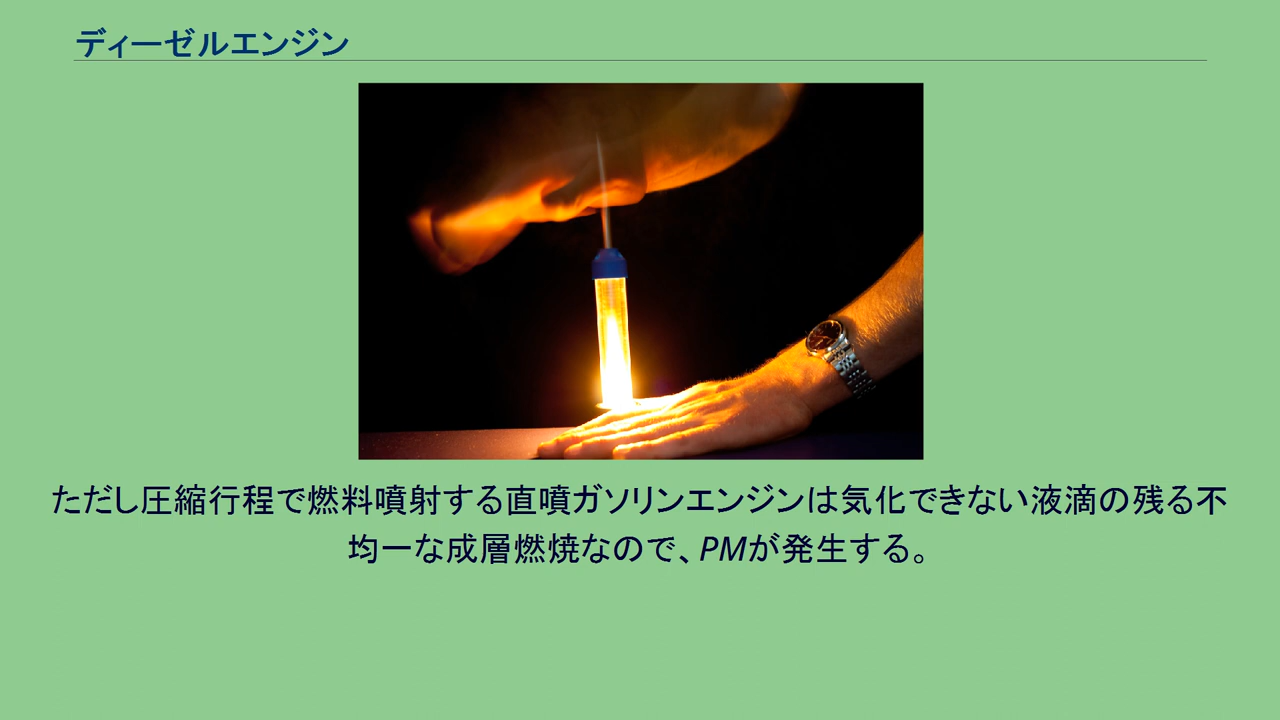 ディーゼルエンジン
ただし圧縮行程で燃料噴射する直噴ガソリンエンジンは気化できない液滴の残る不
均一な成層燃焼なので、PMが発生する。